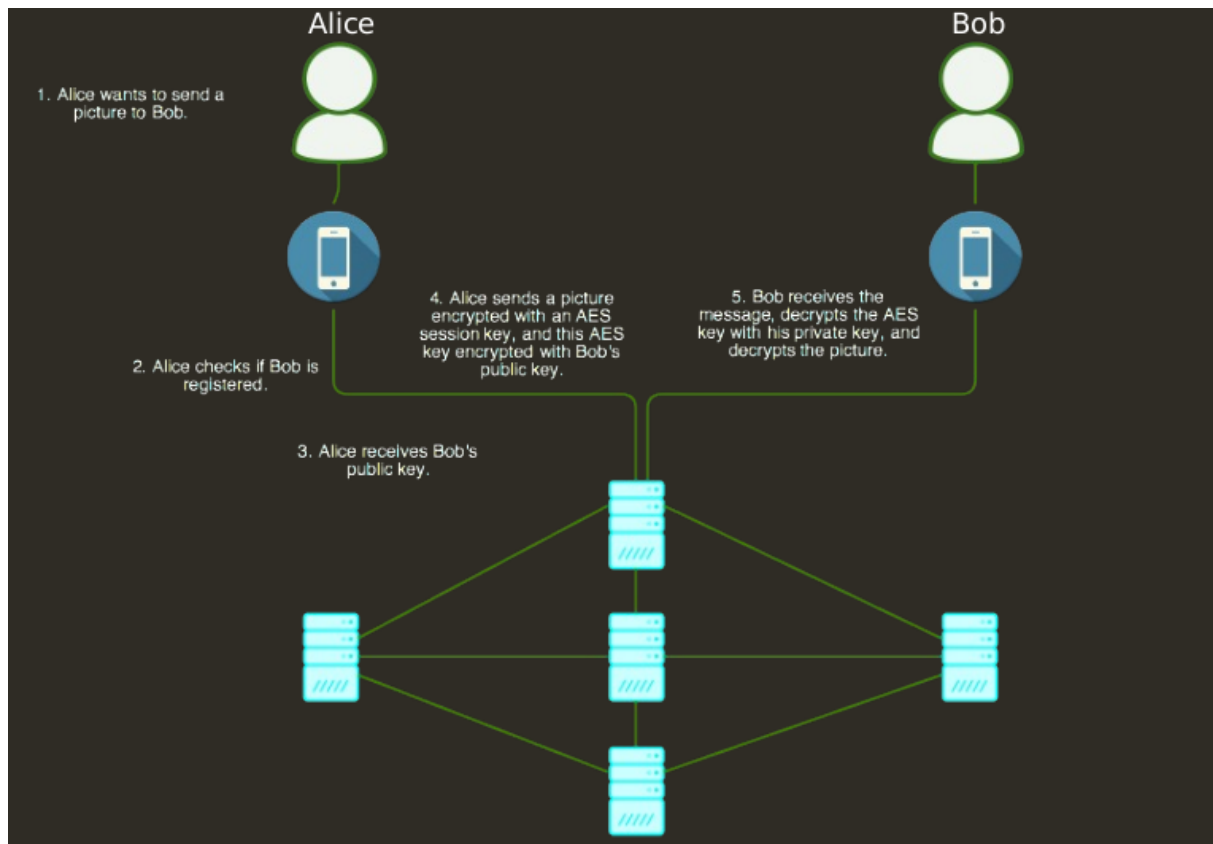 Alice
Bob
1. Alice wants to send a
picture to Bob.
4. Alice sends a picture
encrypted with an AES
session key, and this AES
key encrypted with Bob's
public key.
5. Bob receives the
message, decrypts the AES
key with his private key, and
decrypts the picture.
2. Alice checks if Bob is
registered.
3. Alice receives Bob's
public key.